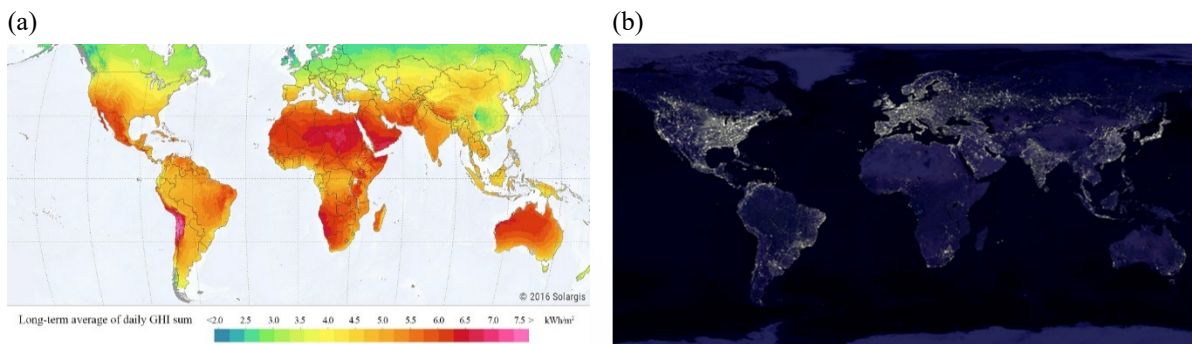 (a)
(b)
© 2016 Solargis
Long-term average of daily GHI sum <2.0 2.5 3.0 3.5 4.0 4.5 5.0 5.5 6.0 6.5 7.0 7.5 > kWh/m²